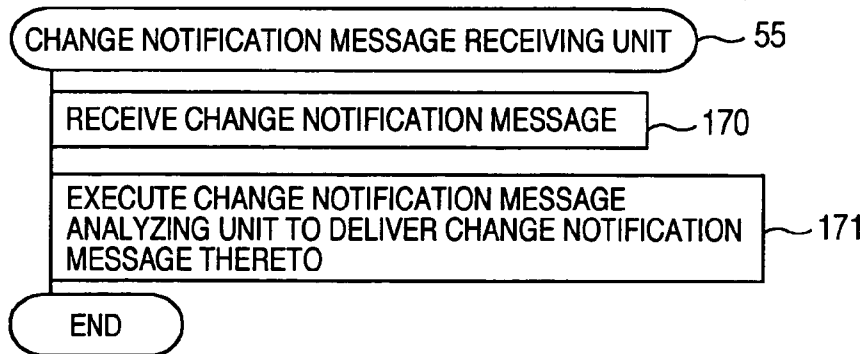 CHANGE NOTIFICATION MESSAGE RECEIVING UNIT 55
RECEIVE CHANGE NOTIFICATION MESSAGE 170
EXECUTE CHANGE NOTIFICATION MESSAGE
ANALYZING UNIT TO DELIVER CHANGE NOTIFICATION 171
MESSAGE THERETO
END